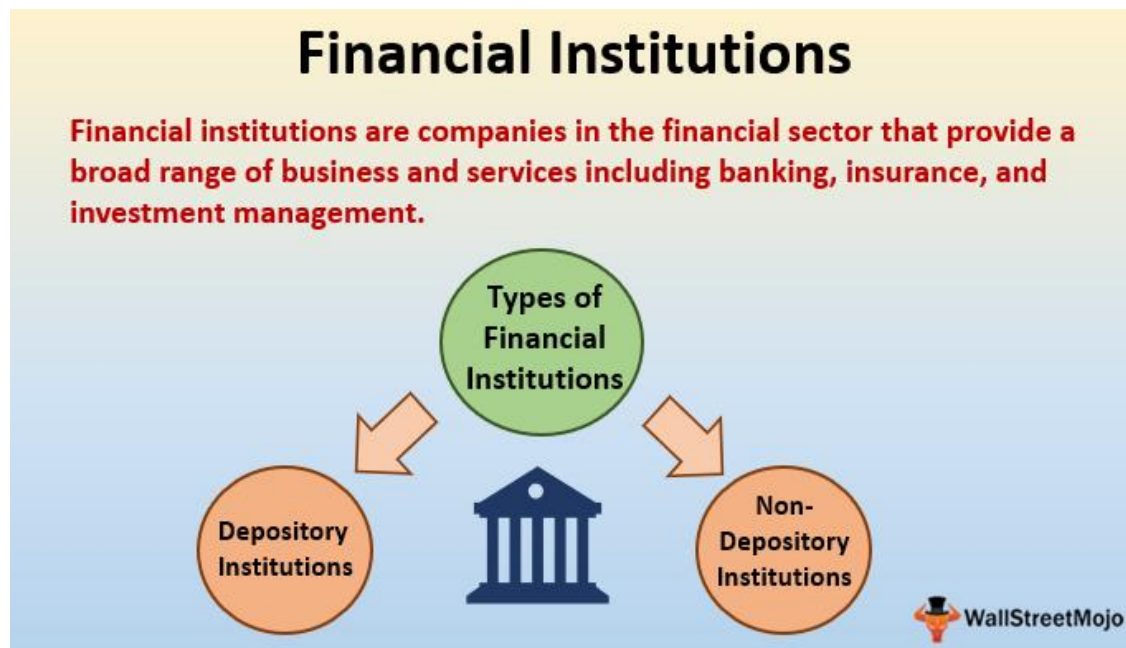 Financial Institutions
Financial institutions are companies in the financial sector that provide a
broad range of business and services including banking, insurance, and
investment management.
Types of
Financial
Institutions
Depository
Institutions
Non-
Depository
Institutions
WallStreetMojo